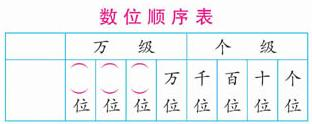 数位顺序表
万级 个级
( )位 ( )位 ( )位 万位 千位 百位 十位 个位